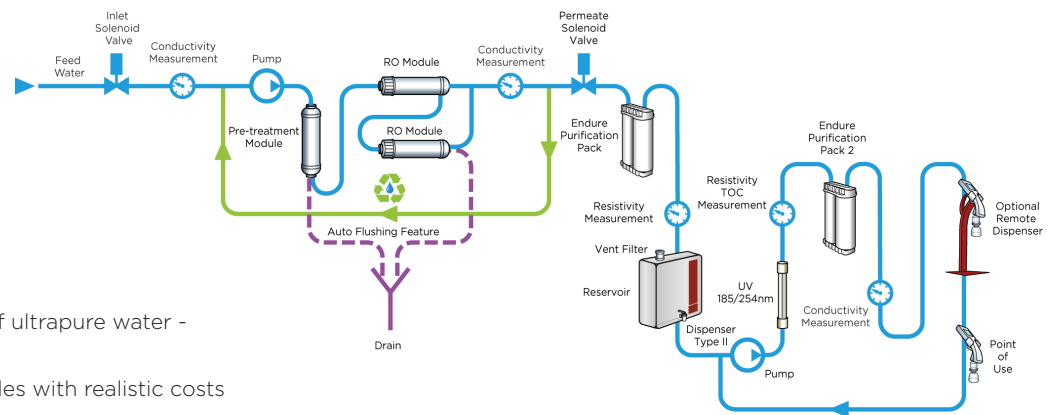 Inlet
Solenoid
Valve
Feed
Water
Conductivity
Measurement
Pump
RO Module
Pre-treatment
Module
RO Module
Conductivity
Measurement
Permeate
Solenoid
Valve
Endure
Purification
Pack
Auto Flushing Feature
Drain
Resistivity
Measurement
Vent Filter
Reservoir
Dispenser
Type II
Pump
UV
185/254nm
Resistivity
TOC
Measurement
Endure
Purification
Pack 2
Conductivity
Measurement
Optional
Remote
Dispenser
Point
of
Use
f ultrapure water -
les with realistic costs